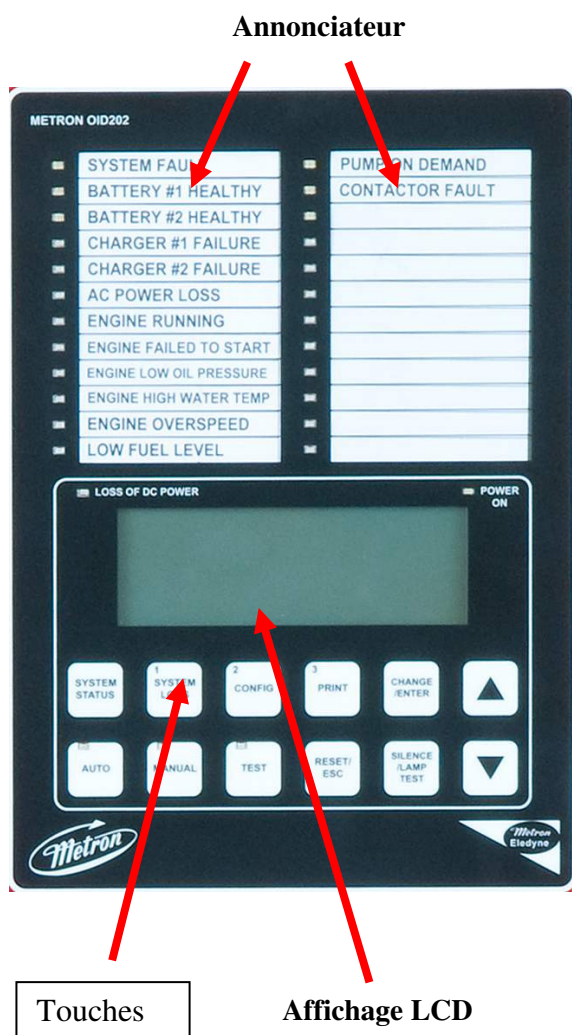 Annonciateur
METRON OID202
SYSTEM FAULT
BATTERY #1 HEALTHY
BATTERY #2 HEALTHY
CHARGER #1 FAILURE
CHARGER #2 FAILURE
AC POWER LOSS
ENGINE RUNNING
ENGINE FAILED TO START
ENGINE LOW OIL PRESSURE
ENGINE HIGH WATER TEMP
ENGINE OVERSPEED
LOW FUEL LEVEL
PUMP ON DEMAND
CONTACTOR FAULT
LOSS OF DC POWER
POWER
ON
SYSTEM
STATUS
1
SYSTEM
LOGS
2
CONFIG
3
PRINT
CHANGE
/ENTER
AUTO
MANUAL
TEST
RESET/
ESC
SILENCE
/LAMP
TEST
Metron
Metron
Eledyne
Touches
Affichage LCD